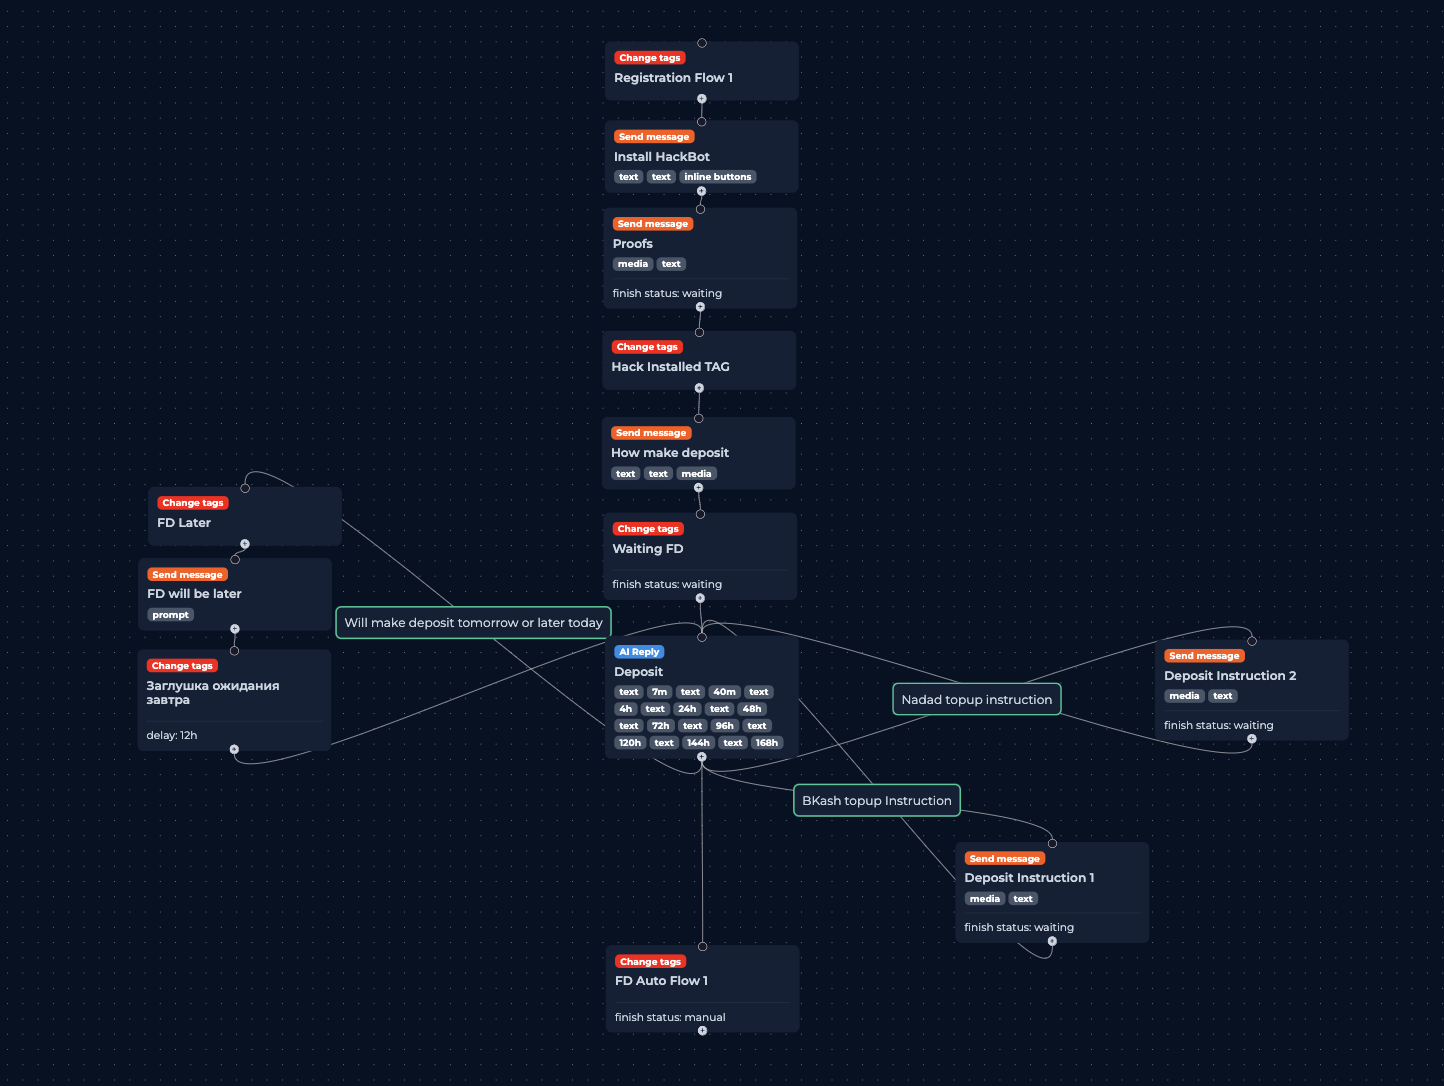 Change tags
Registration Flow 1
Send message
Install HackBot
text text inline buttons
Send message
Proofs
media text
finish status: waiting
Change tags
Hack Installed TAG
Send message
How make deposit
text text media
Change tags
Waiting FD
finish status: waiting
Change tags
FD Later
Send message
FD will be later
prompt
Change tags
Заглушка ожидания
завтра
delay: 12h
Will make deposit tomorrow or later today
AI Reply
Deposit
text 7m text 40m text
4h text 24h text 48h
text 72h text 96h text
120h text 144h text 168h
Nadad topup instruction
Send message
Deposit Instruction 2
media text
finish status: waiting
BKash topup Instruction
Send message
Deposit Instruction 1
media text
finish status: waiting
Change tags
FD Auto Flow 1
finish status: manual